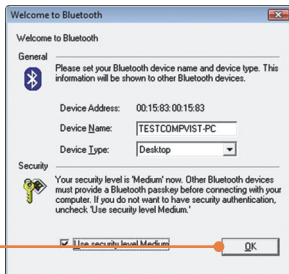 Welcome to Bluetooth
Welcome to Bluetooth
General
Please set your Bluetooth device name and device type. This
information will be shown to other Bluetooth devices.
Device Address: 00:15:83:00:15:83
Device Name: TESTCOMPVIST-PC
Device Type: Desktop
Security
Your security level is 'Medium' now. Other Bluetooth devices
must provide a Bluetooth passkey before connecting with your
computer. If you do not want to have security authentication,
uncheck 'Use security level Medium.'
Use security level Medium
OK